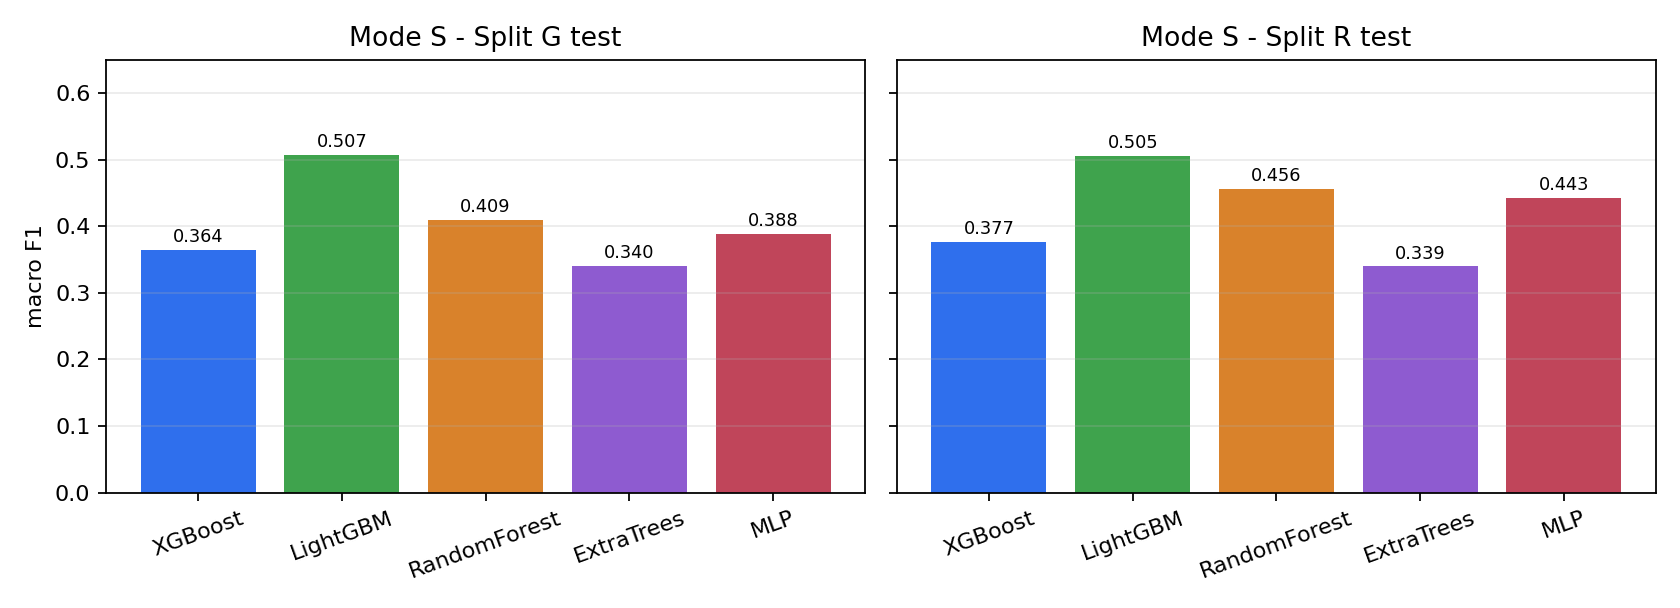 Mode S - Split G test
macro F1
0.6
0.5
0.4
0.3
0.2
0.1
0.0
0.364
0.507
0.409
0.340
0.388
XGBoost
LightGBM
RandomForest
ExtraTrees
MLP
Mode S - Split R test
0.377
0.505
0.456
0.339
0.443
XGBoost
LightGBM
RandomForest
ExtraTrees
MLP